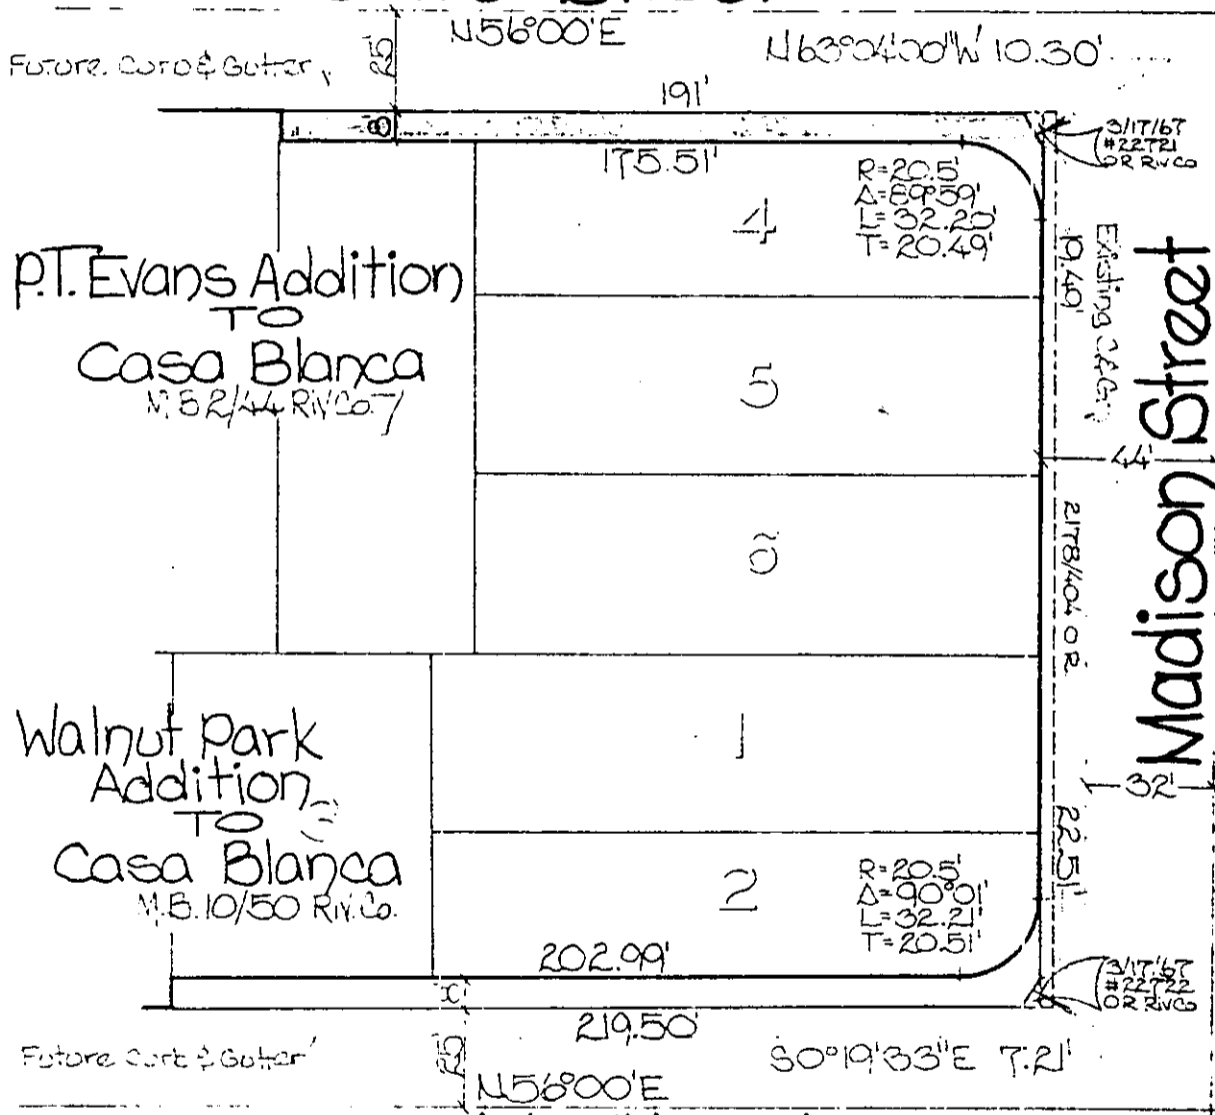 N56°00'E
N63°04'00"W 10.30'
Future Curb & Gutter
25'
191'
8'
175.51'
3/17/67
#22721
OR Riv Co
R=20.5'
Δ=89°59'
L=32.20'
T=20.49'
4
P.T. Evans Addition
TO
Casa Blanca
M.B 2/44 Riv. Co.
Existing C.&G.
19.49'
5
44'
Madison Street
6
2178/404 O R
Walnut Park
Addition
TO
Casa Blanca
M.B. 10/50 Riv. Co.
1
32'
22.51'
2
R=20.5'
Δ=90°01'
L=32.21'
T=20.51'
202.99'
3/17/67
#22722
OR Riv Co
219.50'
Future Curb & Gutter
25'
S0°19'33"E 7.21'
N56°00'E